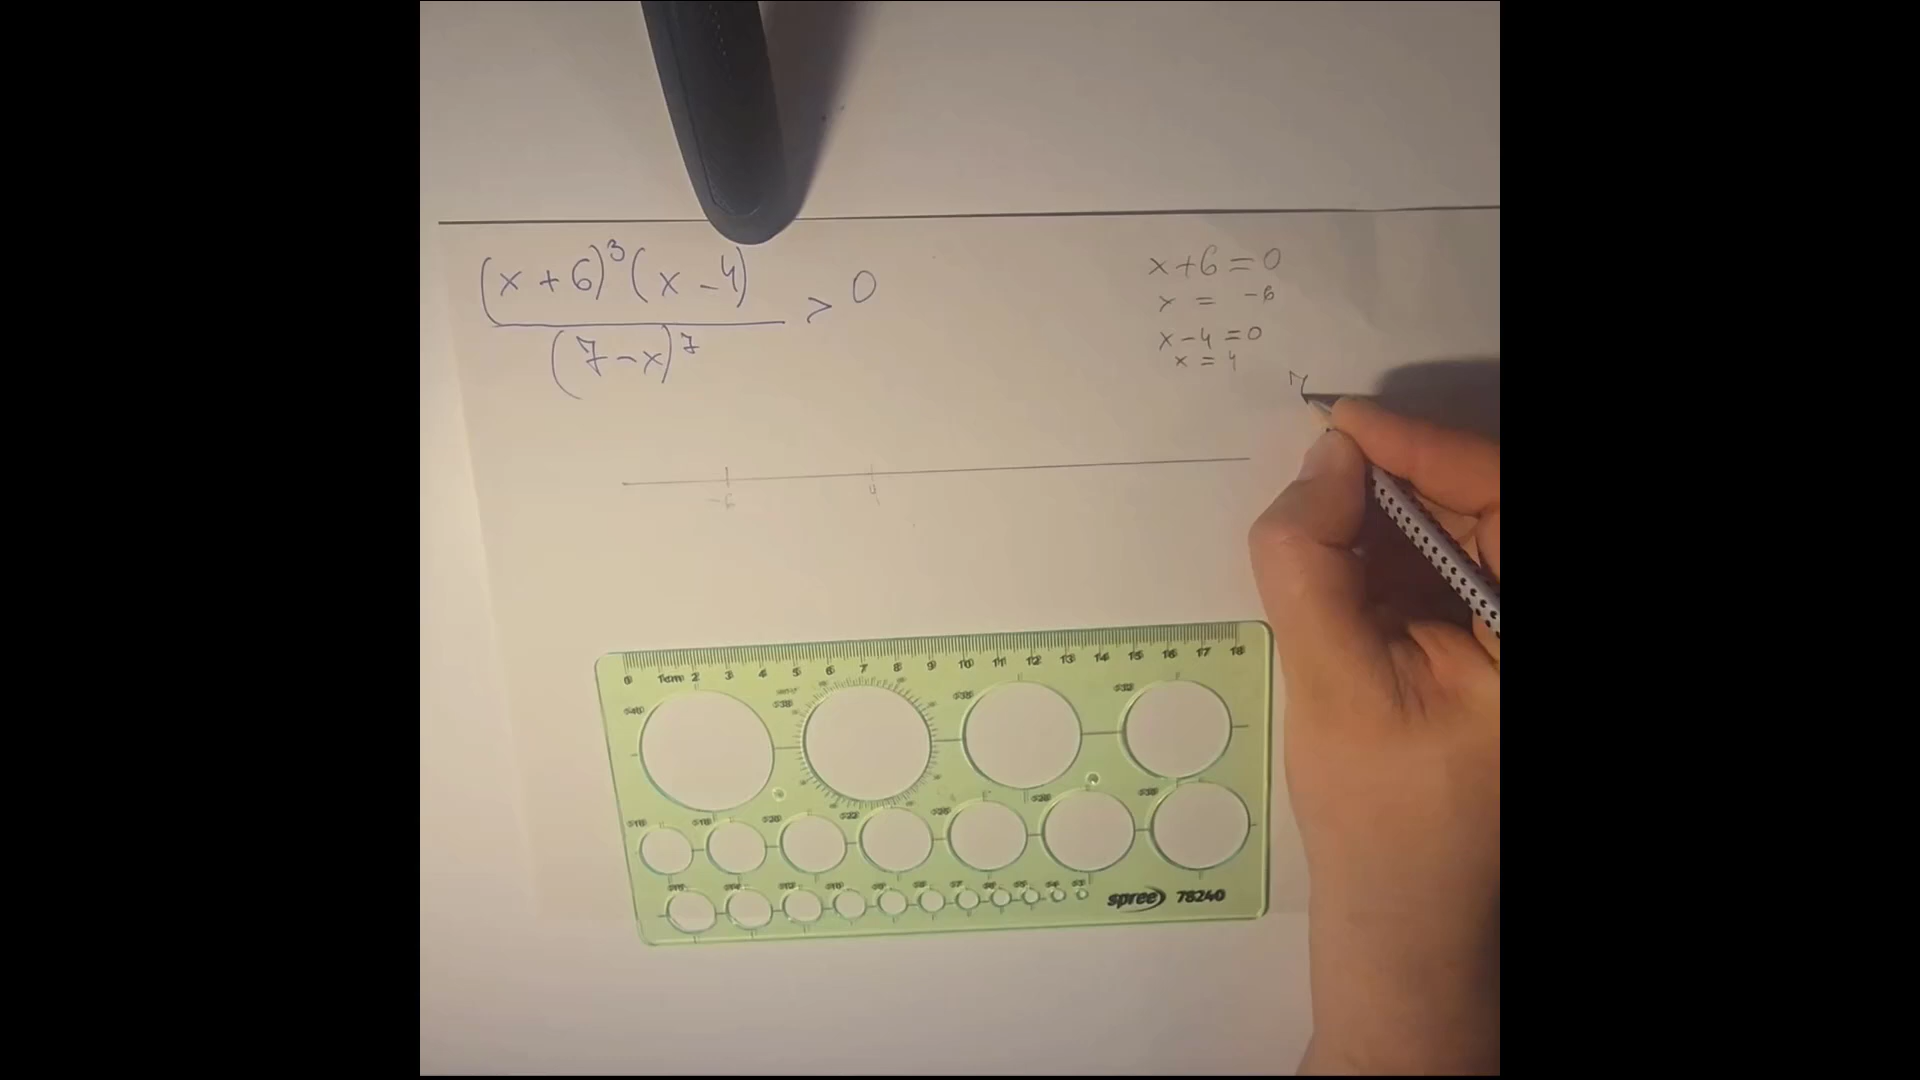 (x+6)³(x-4)
> 0
(7-x)⁷
x+6=0
x = -6
x-4=0
x = 4
7
-6 4
0 1cm 2 3 4 5 6 7 8 9 10 11 12 13 14 15 16 17 18
spree 78240